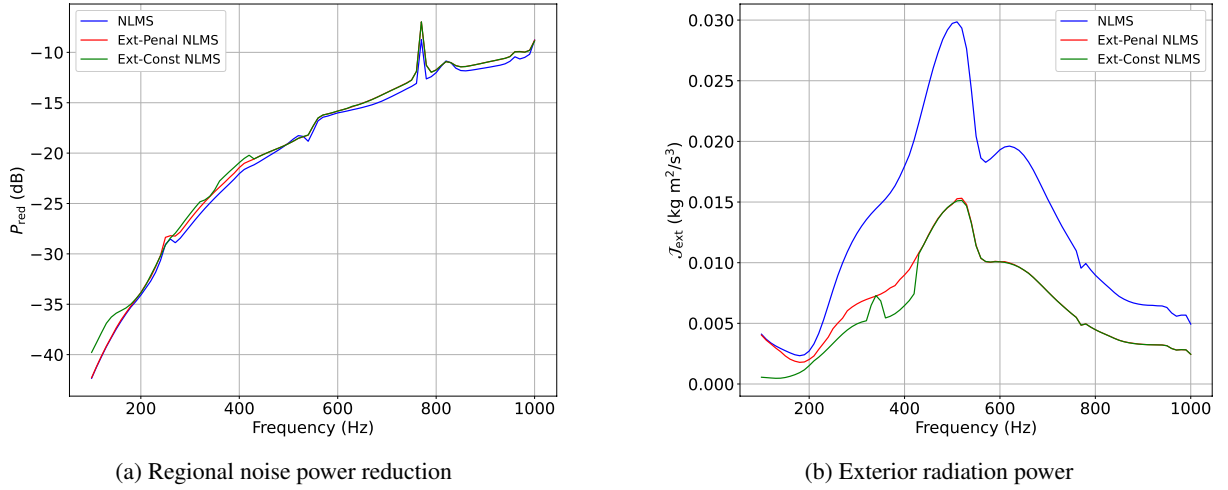 NLMS
Ext-Penal NLMS
Ext-Const NLMS
−10
−15
−20
−25
−30
−35
−40
P_red (dB)
200
400
600
800
1000
Frequency (Hz)
(a) Regional noise power reduction
NLMS
Ext-Penal NLMS
Ext-Const NLMS
0.030
0.025
0.020
0.015
0.010
0.005
0.000
𝒥_ext (kg m²/s³)
200
400
600
800
1000
Frequency (Hz)
(b) Exterior radiation power